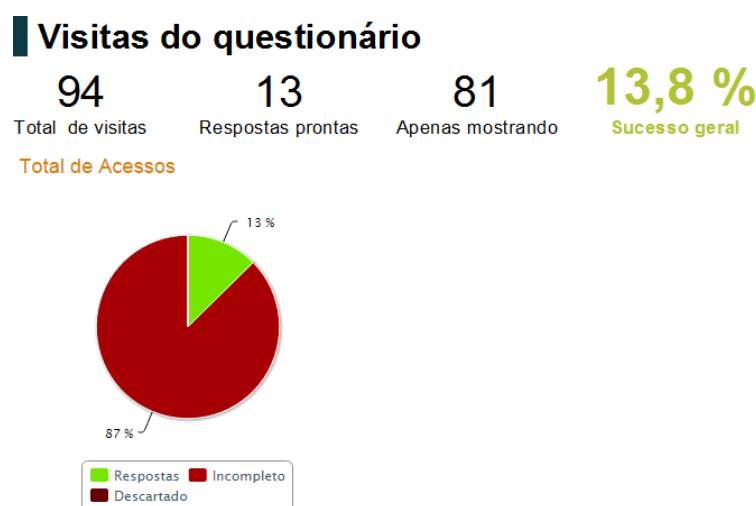 Visitas do questionário
94 13 81 13,8 %
Total de visitas Respostas prontas Apenas mostrando Sucesso geral
Total de Acessos
13 %
87 %
Respostas Incompleto
Descartado